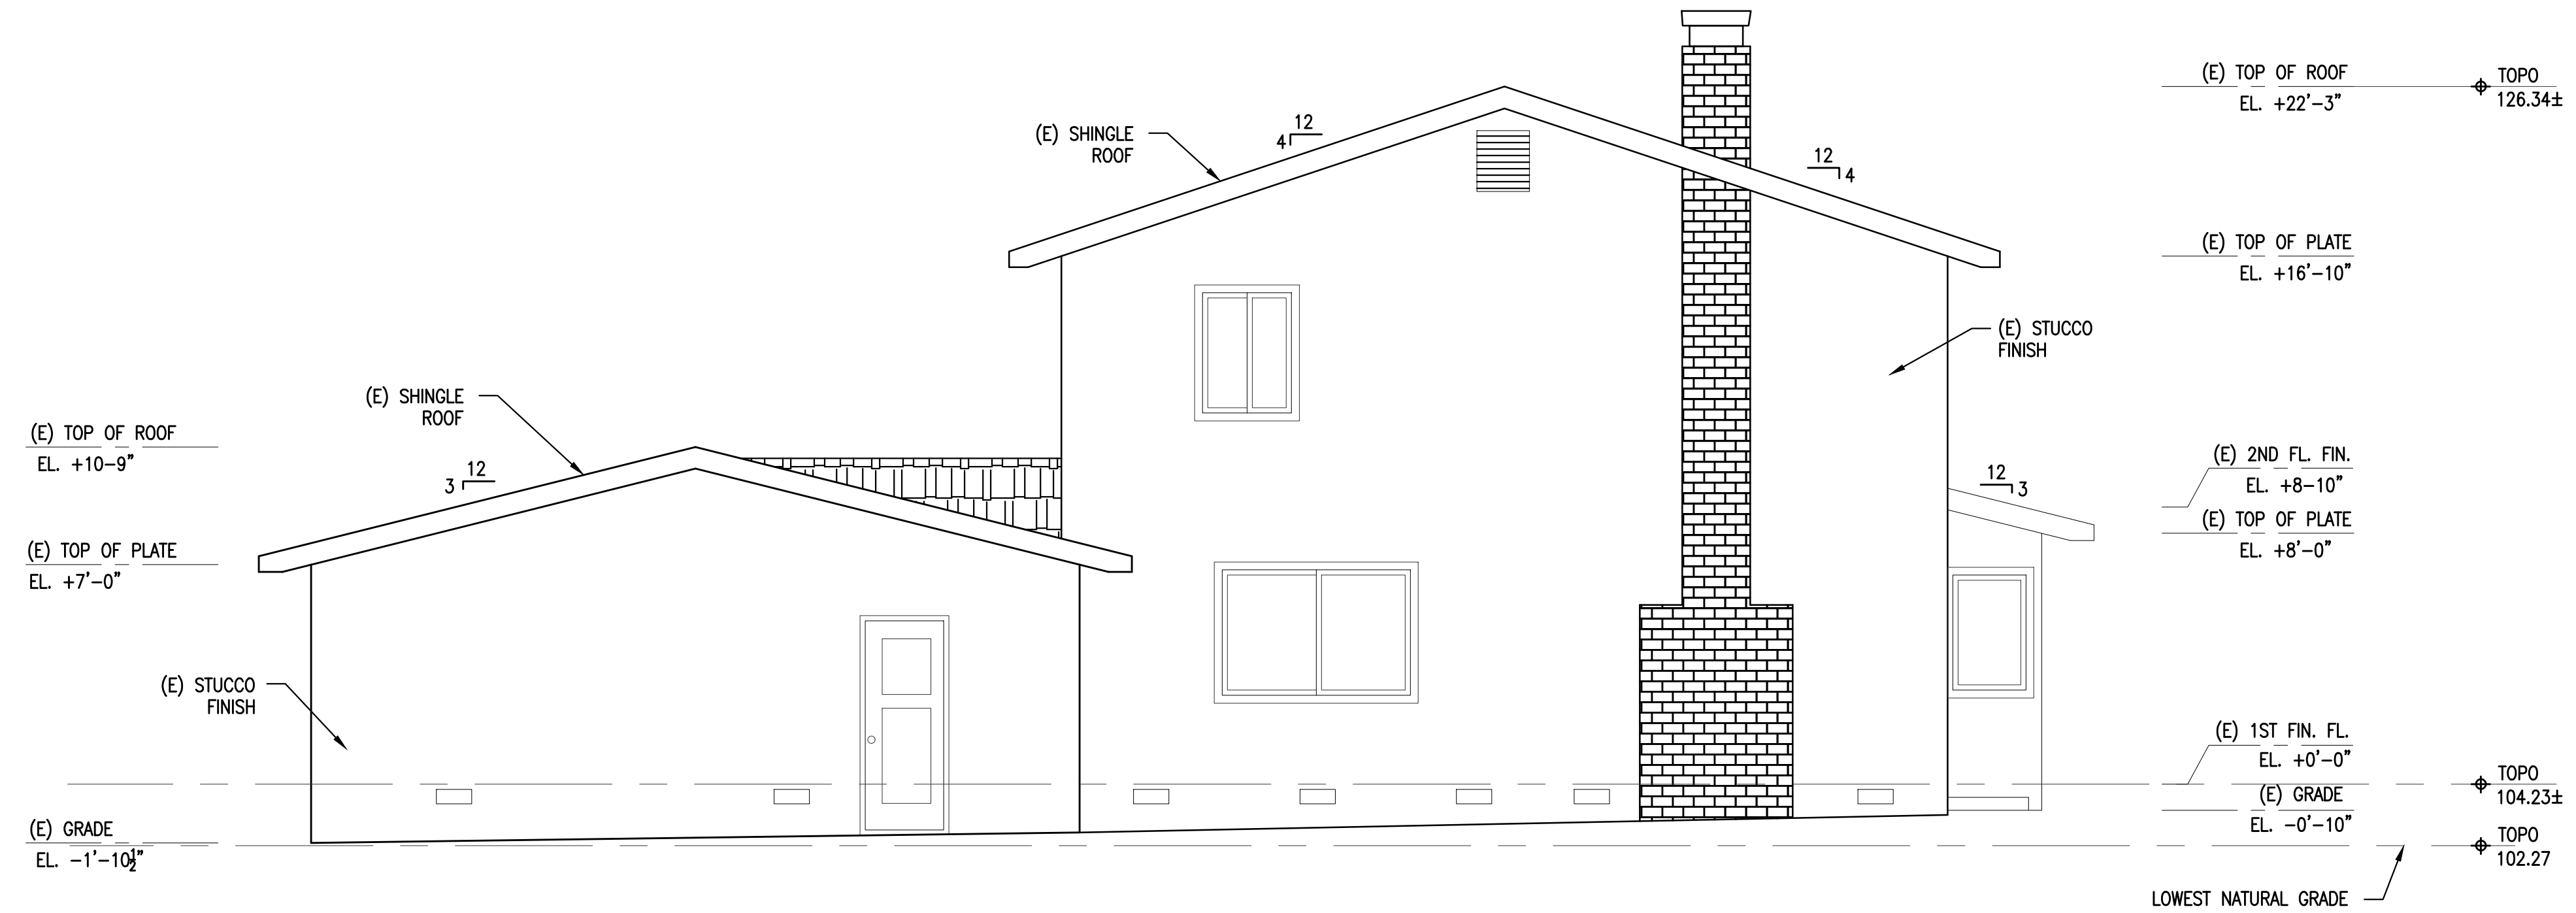 (E) TOP OF ROOF
EL. +22'-3"
TOPO
126.34±
(E) SHINGLE
ROOF
12
4
12
4
(E) TOP OF PLATE
EL. +16'-10"
(E) STUCCO
FINISH
(E) SHINGLE
ROOF
(E) TOP OF ROOF
EL. +10-9"
12
3
(E) 2ND FL. FIN.
EL. +8-10"
12
3
(E) TOP OF PLATE
EL. +8'-0"
(E) TOP OF PLATE
EL. +7'-0"
(E) STUCCO
FINISH
(E) 1ST FIN. FL.
EL. +0'-0"
TOPO
104.23±
(E) GRADE
EL. -0'-10"
(E) GRADE
EL. -1'-10½"
TOPO
102.27
LOWEST NATURAL GRADE